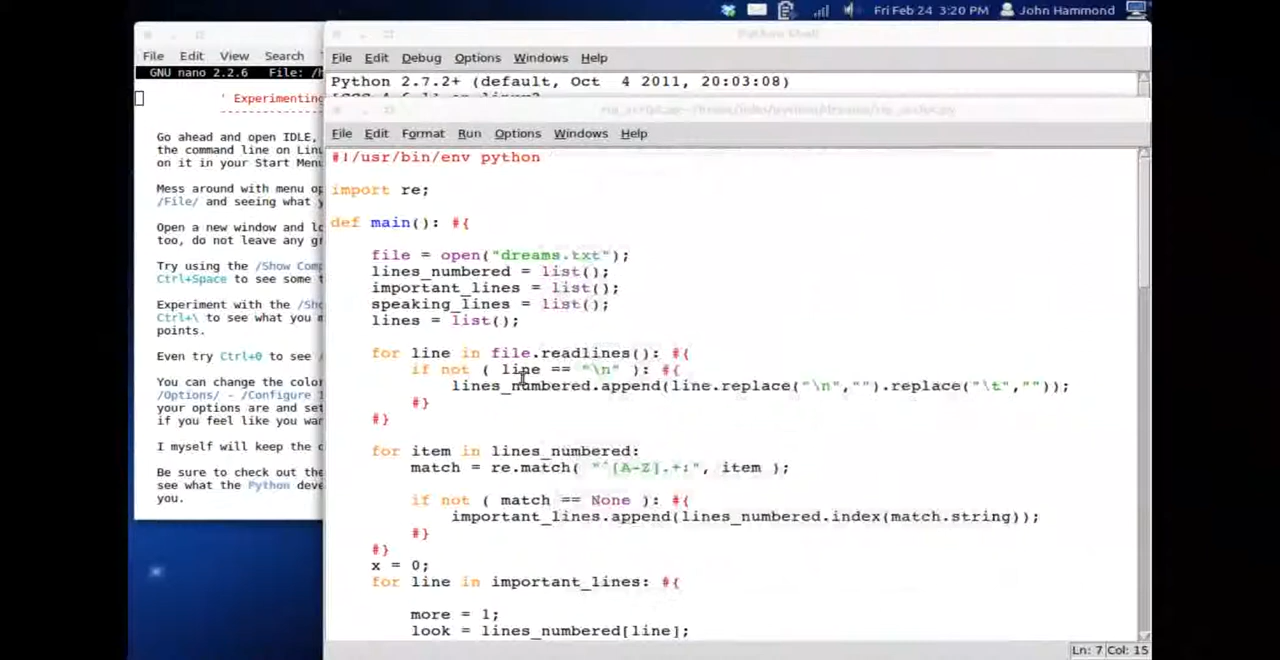 Fri Feb 24 3:20 PM John Hammond
File Edit View Search
GNU nano 2.2.6 File: /h
' Experimenting
Go ahead and open IDLE,
the command line on Lin
on it in your Start Men
Mess around with menu op
/File/ and seeing what y
Open a new window and lo
too, do not leave any gr
Try using the /Show Com
Ctrl+Space to see some t
Experiment with the /Sh
Ctrl+\ to see what you m
points.
Even try Ctrl+0 to see
You can change the color
/Options/ - /Configure I
your options are and set
if you feel like you wan
I myself will keep the c
Be sure to check out the
see what the Python deve
you.
Python Shell
File Edit Debug Options Windows Help
Python 2.7.2+ (default, Oct  4 2011, 20:03:08)
File Edit Format Run Options Windows Help
#!/usr/bin/env python
import re;
def main(): #{
file = open("dreams.txt");
lines_numbered = list();
important_lines = list();
speaking_lines = list();
lines = list();
for line in file.readlines(): #{
if not ( line == "\n" ): #{
lines_numbered.append(line.replace("\n","").replace("\t",""));
#}
#}
for item in lines_numbered:
match = re.match( "^[A-Z].+:", item );
if not ( match == None ): #{
important_lines.append(lines_numbered.index(match.string));
#}
#}
x = 0;
for line in important_lines: #{
more = 1;
look = lines_numbered[line];
Ln: 7 Col: 15